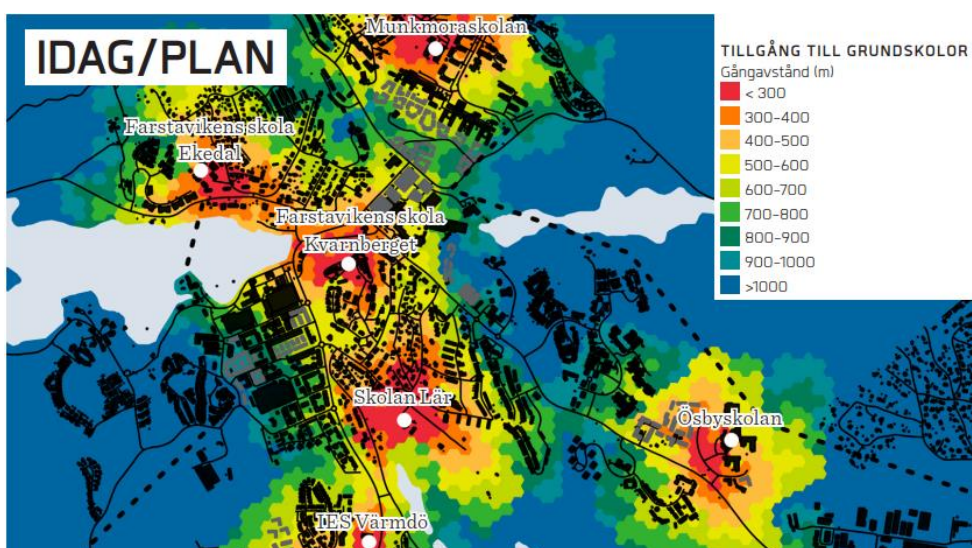 IDAG/PLAN
Munkmoraskolan
Farstavikens skola
Ekedal
Farstavikens skola
Kvarnberget
Skolan Lär
Ösbyskolan
IES Värmdö
TILLGÅNG TILL GRUNDSKOLOR
Gångavstånd (m)
< 300
300-400
400-500
500-600
600-700
700-800
800-900
900-1000
>1000